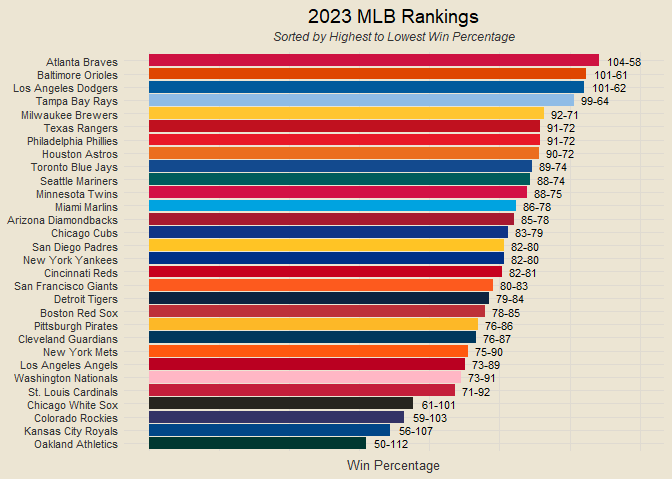 2023 MLB Rankings
Sorted by Highest to Lowest Win Percentage
Atlanta Braves 104-58
Baltimore Orioles 101-61
Los Angeles Dodgers 101-62
Tampa Bay Rays 99-64
Milwaukee Brewers 92-71
Texas Rangers 91-72
Philadelphia Phillies 91-72
Houston Astros 90-72
Toronto Blue Jays 89-74
Seattle Mariners 88-74
Minnesota Twins 88-75
Miami Marlins 86-78
Arizona Diamondbacks 85-78
Chicago Cubs 83-79
San Diego Padres 82-80
New York Yankees 82-80
Cincinnati Reds 82-81
San Francisco Giants 80-83
Detroit Tigers 79-84
Boston Red Sox 78-85
Pittsburgh Pirates 76-86
Cleveland Guardians 76-87
New York Mets 75-90
Los Angeles Angels 73-89
Washington Nationals 73-91
St. Louis Cardinals 71-92
Chicago White Sox 61-101
Colorado Rockies 59-103
Kansas City Royals 56-107
Oakland Athletics 50-112
Win Percentage